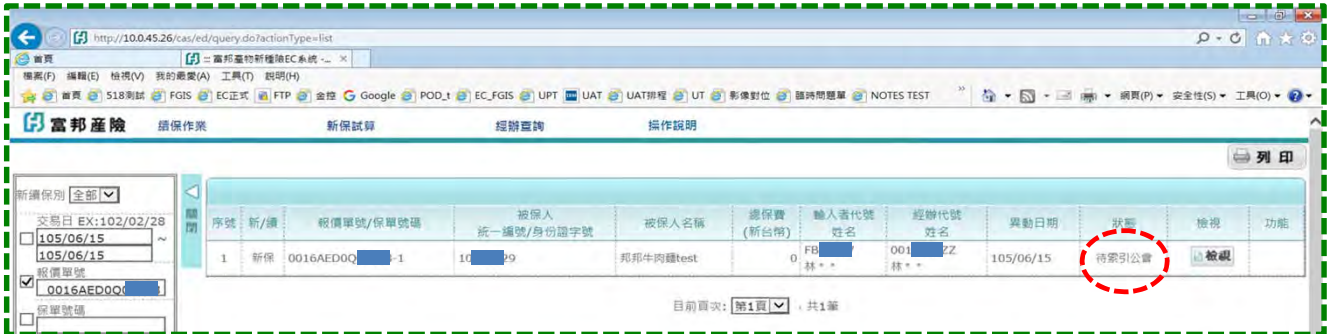 http://10.0.45.26/cas/ed/query.do?actionType=list
首頁 :: 富邦產物新種險EC系統 -... ×
檔案(F) 編輯(E) 檢視(V) 我的最愛(A) 工具(T) 說明(H)
首頁 518測試 FGIS EC正式 FTP 金控 Google POD_t EC_FGIS UPT UAT UAT排程 UT 影像對位 臨時問題單 NOTES TEST » 網頁(P) 安全性(S) 工具(O)
富邦產險 續保作業 新保試算 經辦查詢 操作說明
列印
新續保別 全部
交易日 EX:102/02/28
105/06/15 ~
105/06/15
報價單號
0016AED0Q0
保單號碼
關閉
序號 新/續 報價單號/保單號碼 被保人統一編號/身份證字號 被保人名稱 總保費(新台幣) 輸入者代號姓名 經辦代號姓名 異動日期 狀態 檢視 功能
1 新保 0016AED0Q -1 10 29 邦邦牛肉麵test 0 FB 林** 001 ZZ 林** 105/06/15 待索引公會 檢視
目前頁次: 第1頁 , 共1筆